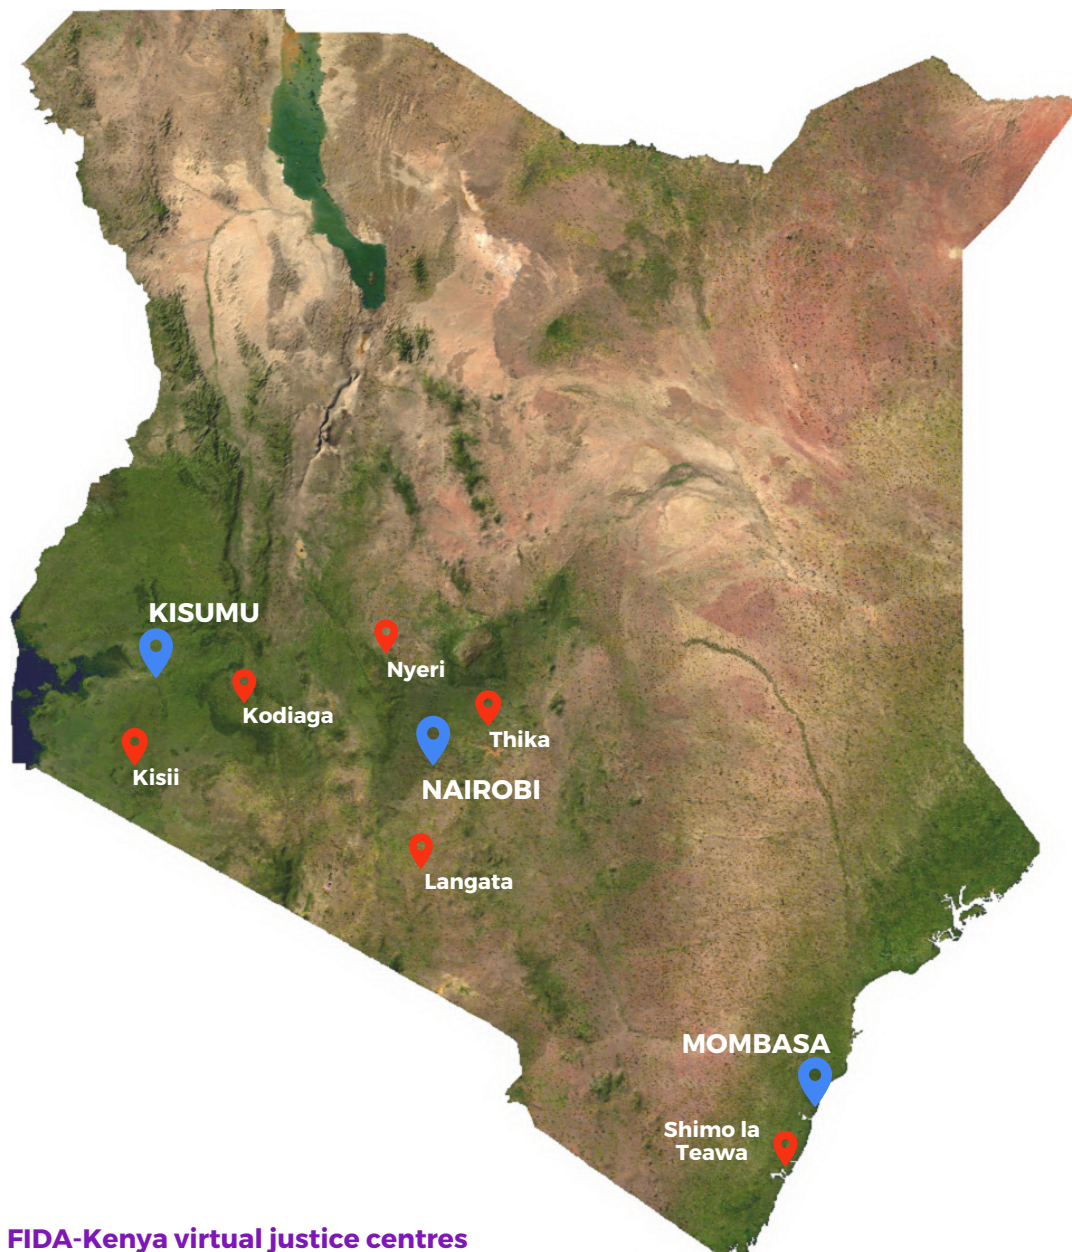 KISUMU
Nyeri
Kodiaga
Thika
Kisii
NAIROBI
Langata
MOMBASA
Shimo la
Teawa
FIDA-Kenya virtual justice centres